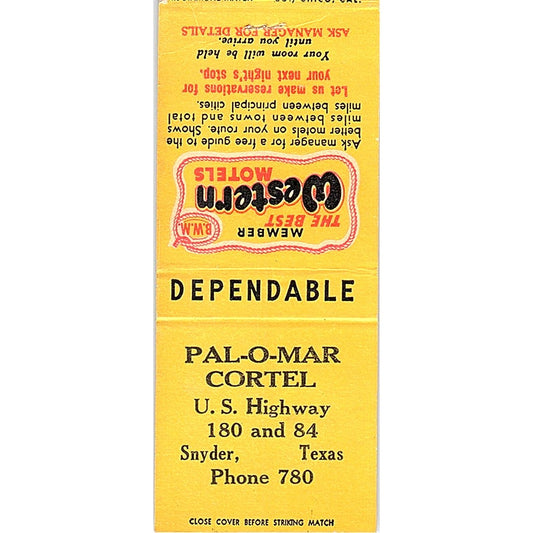 DEPENDABLE
PAL-O-MAR
CORTEL
U. S. Highway
180 and 84
Snyder, Texas
Phone 780
CLOSE COVER BEFORE STRIKING MATCH
MEMBER
THE BEST
Western
MOTELS
B.W.M.
Ask manager for a free guide to the
better motels on your route. Shows
miles between towns and total
miles between principal cities.
Let us make reservations for
your next night's stop.
Your room will be held
until you arrive.
ASK MANAGER FOR DETAILS